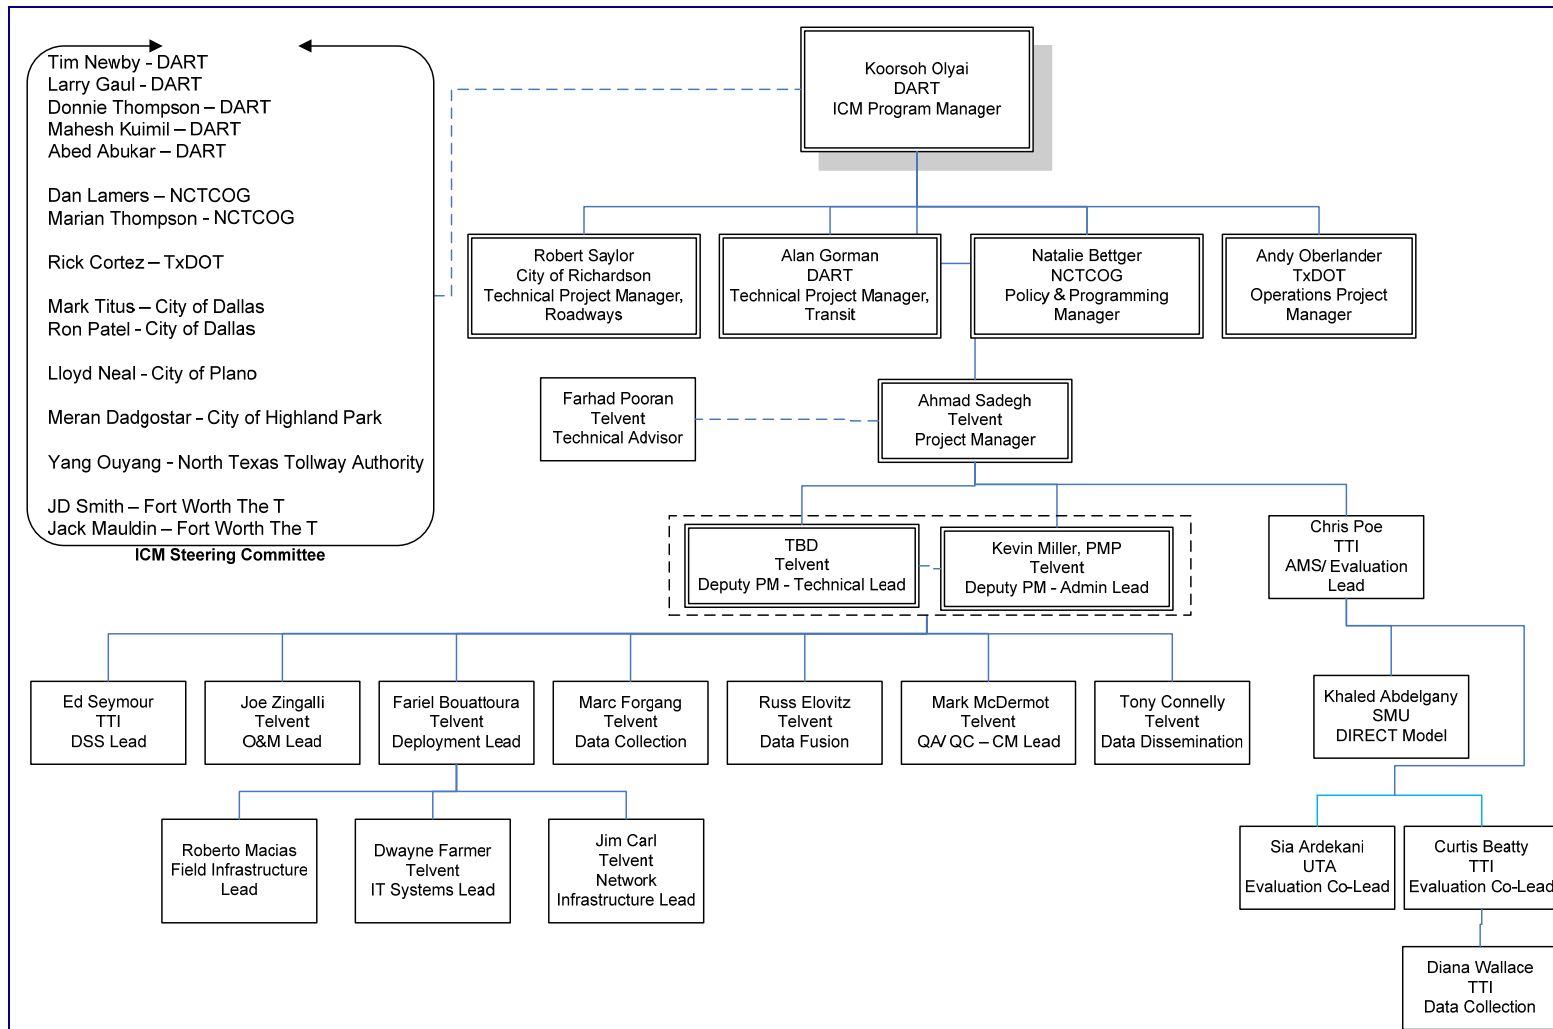 Tim Newby - DART
Larry Gaul - DART
Donnie Thompson – DART
Mahesh Kuimil – DART
Abed Abukar – DART
Dan Lamers – NCTCOG
Marian Thompson - NCTCOG
Rick Cortez – TxDOT
Mark Titus – City of Dallas
Ron Patel - City of Dallas
Lloyd Neal - City of Plano
Meran Dadgostar - City of Highland Park
Yang Ouyang - North Texas Tollway Authority
JD Smith – Fort Worth The T
Jack Mauldin – Fort Worth The T
ICM Steering Committee
Koorsoh Olyai
DART
ICM Program Manager
Robert Saylor
City of Richardson
Technical Project Manager,
Roadways
Alan Gorman
DART
Technical Project Manager,
Transit
Natalie Bettger
NCTCOG
Policy & Programming
Manager
Andy Oberlander
TxDOT
Operations Project
Manager
Farhad Pooran
Telvent
Technical Advisor
Ahmad Sadegh
Telvent
Project Manager
TBD
Telvent
Deputy PM - Technical Lead
Kevin Miller, PMP
Telvent
Deputy PM - Admin Lead
Chris Poe
TTI
AMS/ Evaluation
Lead
Ed Seymour
TTI
DSS Lead
Joe Zingalli
Telvent
O&M Lead
Fariel Bouattoura
Telvent
Deployment Lead
Marc Forgang
Telvent
Data Collection
Russ Elovitz
Telvent
Data Fusion
Mark McDermot
Telvent
QA/ QC – CM Lead
Tony Connelly
Telvent
Data Dissemination
Khaled Abdelgany
SMU
DIRECT Model
Roberto Macias
Field Infrastructure
Lead
Dwayne Farmer
Telvent
IT Systems Lead
Jim Carl
Telvent
Network
Infrastructure Lead
Sia Ardekani
UTA
Evaluation Co-Lead
Curtis Beatty
TTI
Evaluation Co-Lead
Diana Wallace
TTI
Data Collection